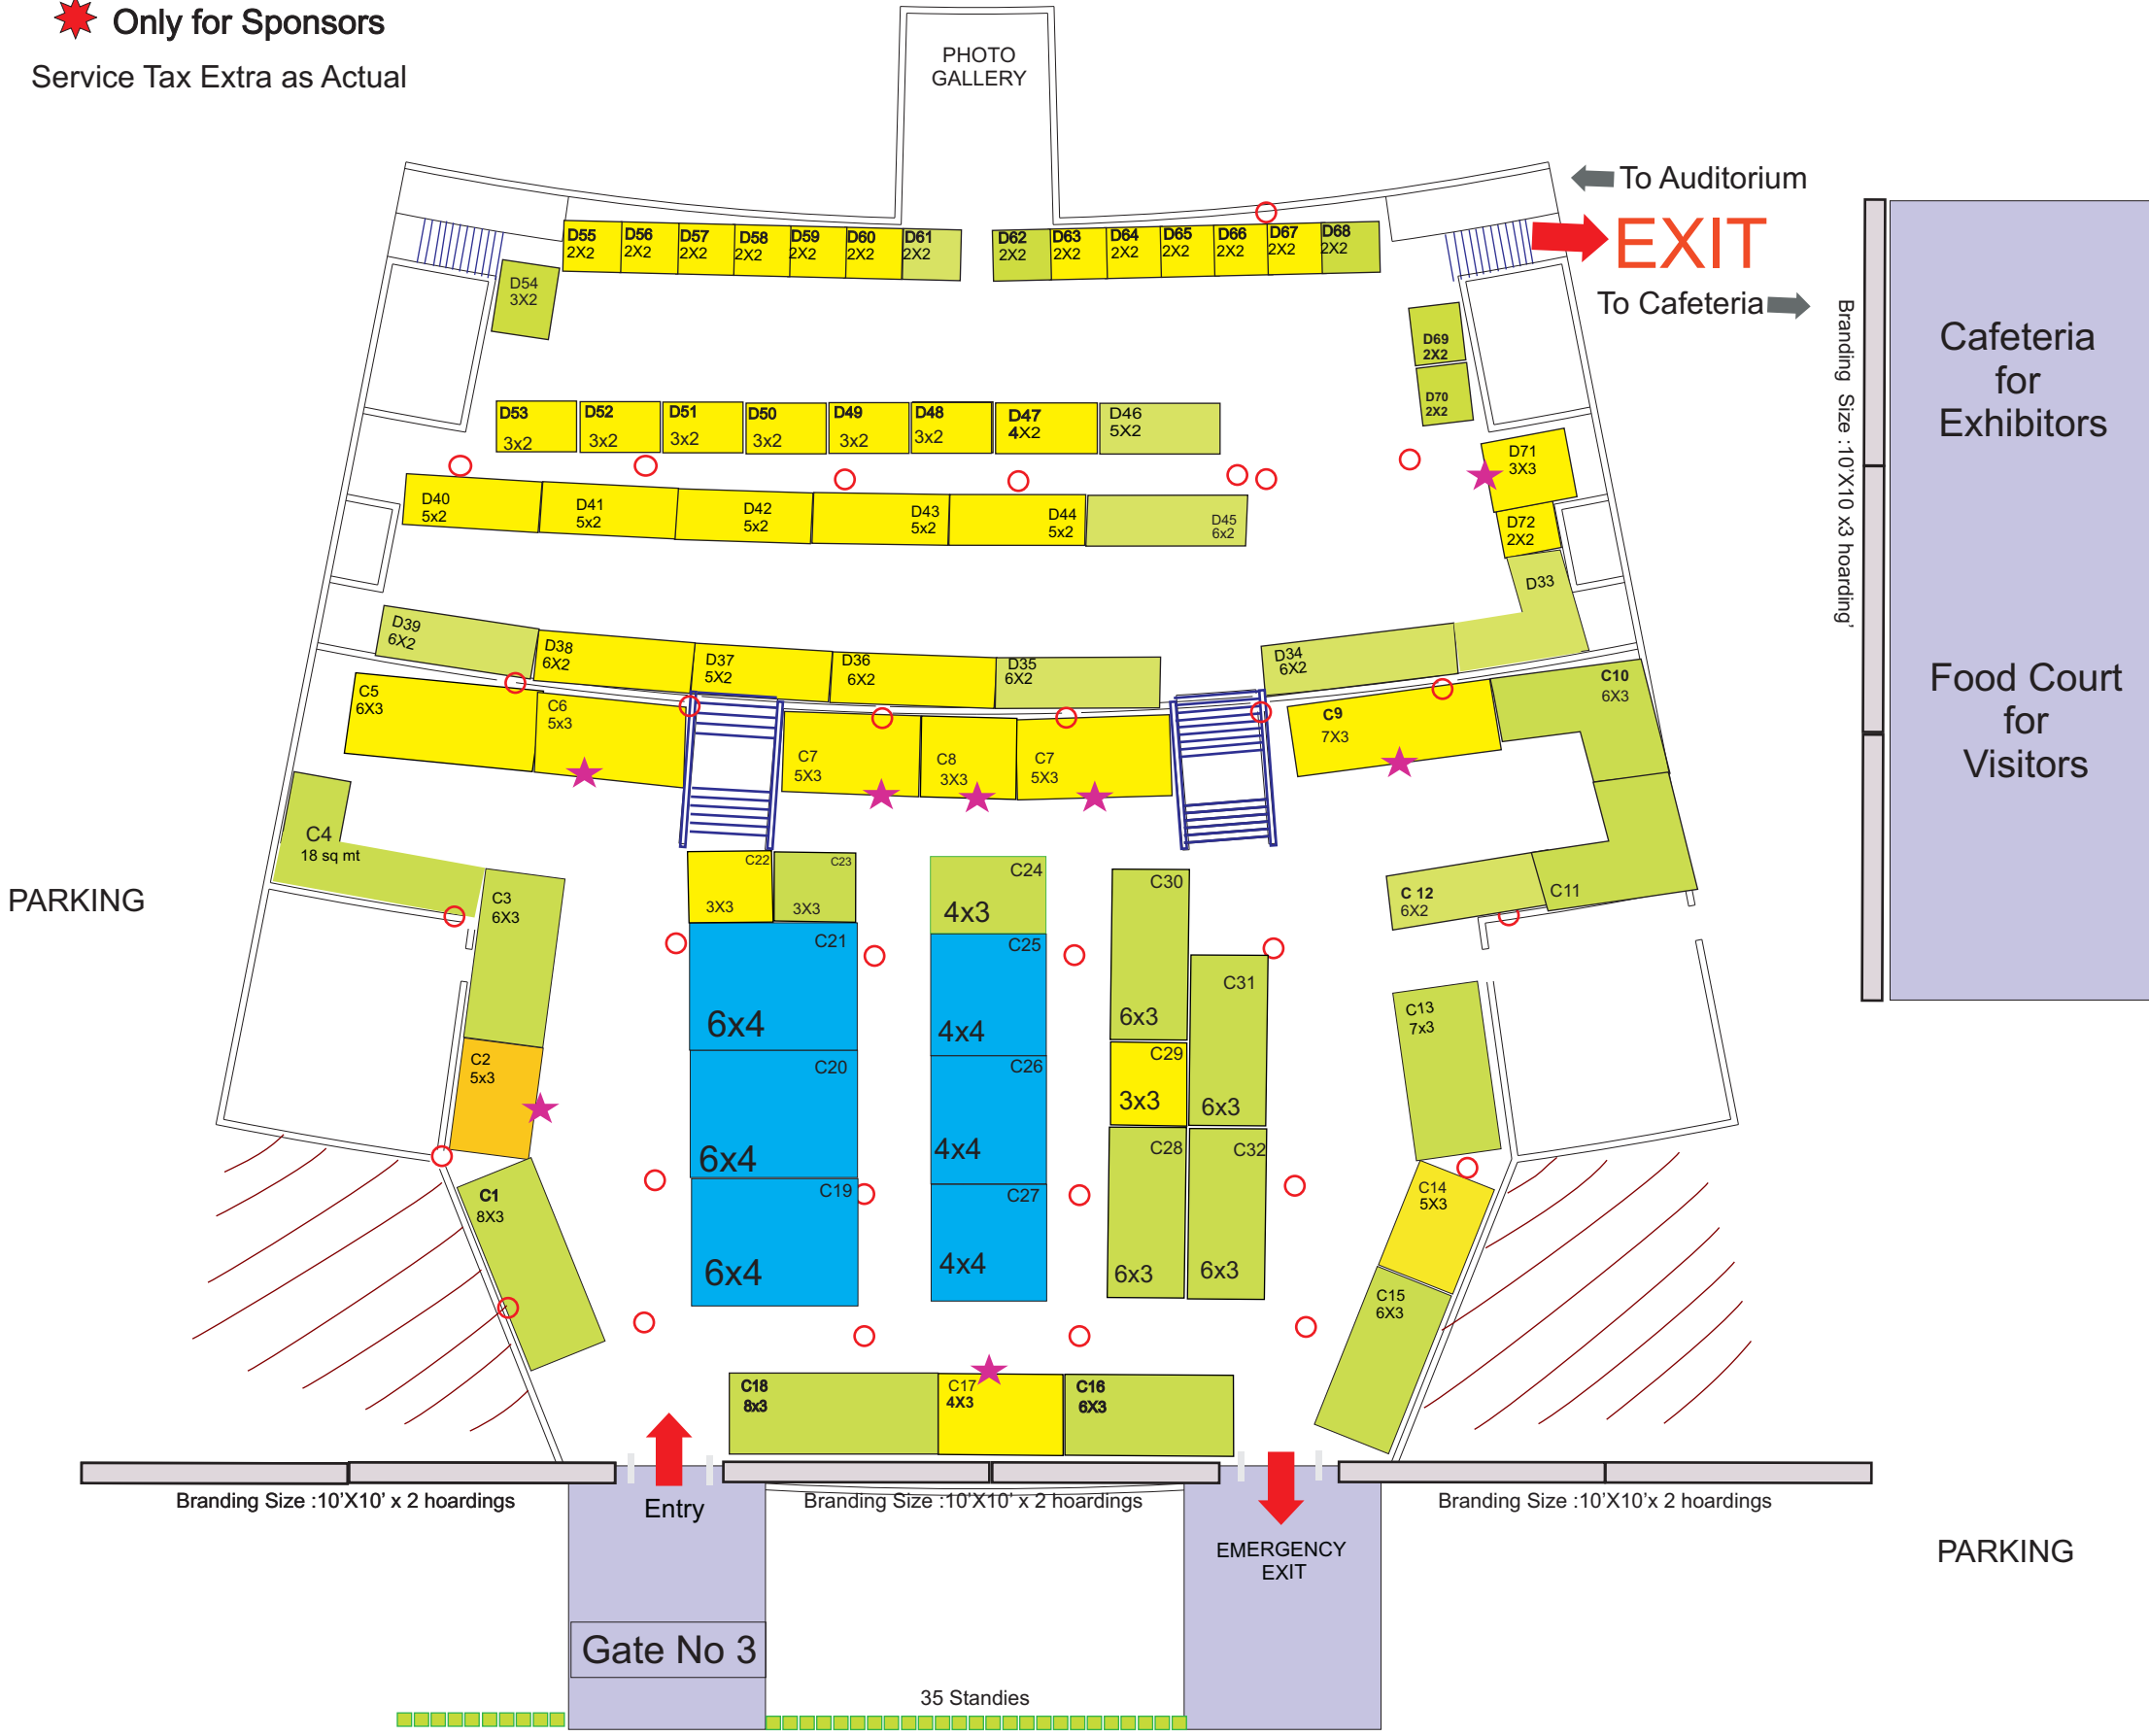 Only for Sponsors
Service Tax Extra as Actual
PHOTO
GALLERY
To Auditorium
EXIT
To Cafeteria
D55
2X2
D56
2X2
D57
2X2
D58
2X2
D59
2X2
D60
2X2
D61
2X2
D62
2X2
D63
2X2
D64
2X2
D65
2X2
D66
2X2
D67
2X2
D68
2X2
D54
3X2
D69
2X2
D70
2X2
Branding Size :10'X10 x3 hoarding'
Cafeteria
for
Exhibitors
Food Court
for
Visitors
D53
3x2
D52
3x2
D51
3x2
D50
3x2
D49
3x2
D48
3x2
D47
4X2
D46
5X2
D71
3X3
D72
2X2
D40
5x2
D41
5x2
D42
5x2
D43
5x2
D44
5x2
D45
6x2
D33
D39
6X2
D38
6X2
D37
5X2
D36
6X2
D35
6X2
D34
6X2
C5
6X3
C6
5x3
C7
5X3
C8
3X3
C7
5X3
C9
7X3
C10
6X3
C4
18 sq mt
C3
6X3
C22
3X3
C23
3X3
C24
4x3
C30
6x3
C 12
6X2
C11
PARKING
C21
6x4
C25
4x4
C31
6x3
C13
7x3
C2
5x3
C20
6x4
C26
4x4
C29
3x3
C1
8X3
C19
6x4
C27
4x4
C28
6x3
C32
6x3
C14
5X3
C15
6X3
C18
8x3
C17
4X3
C16
6X3
Branding Size :10'X10' x 2 hoardings
Entry
Branding Size :10'X10' x 2 hoardings
Branding Size :10'X10'x 2 hoardings
EMERGENCY
EXIT
PARKING
Gate No 3
35 Standies